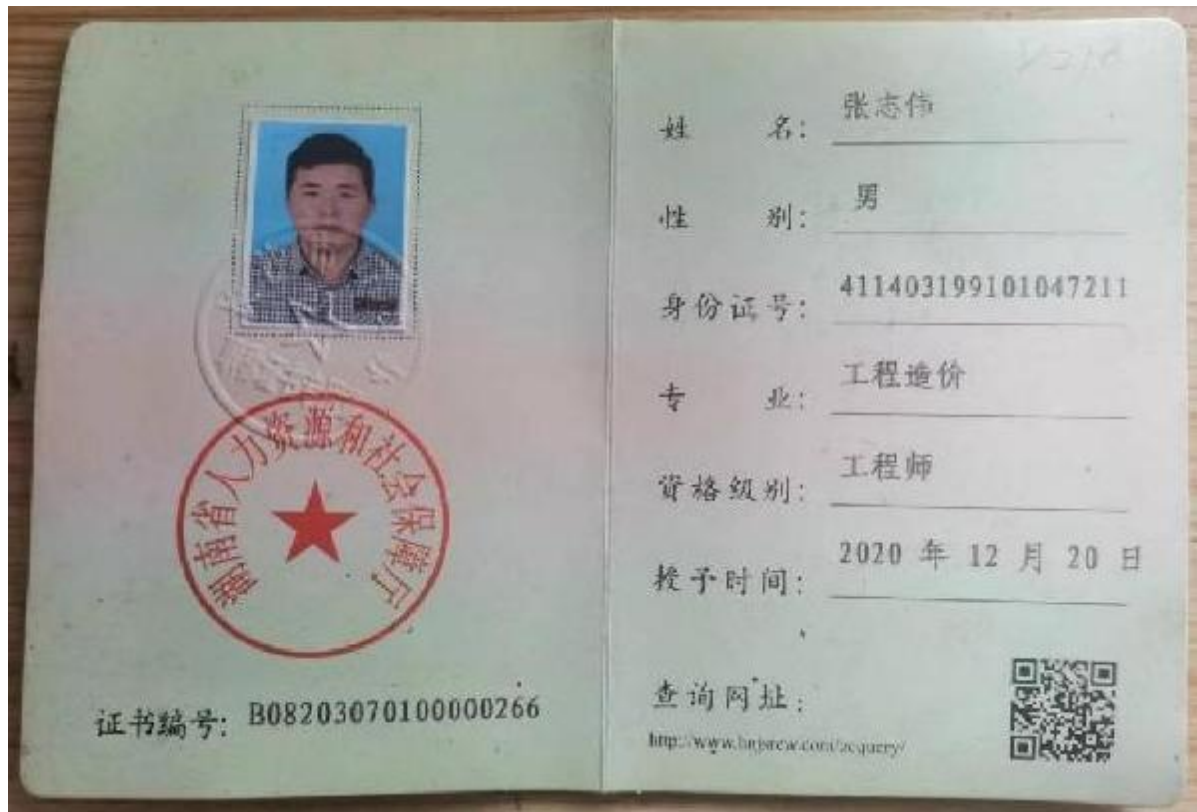 湖南省人力资源和社会保障厅
证书编号: B08203070100000266
姓 名: 张志伟
性 别: 男
身份证号: 411403199101047211
专 业: 工程造价
资格级别: 工程师
授予时间: 2020 年 12 月 20 日
查询网址: